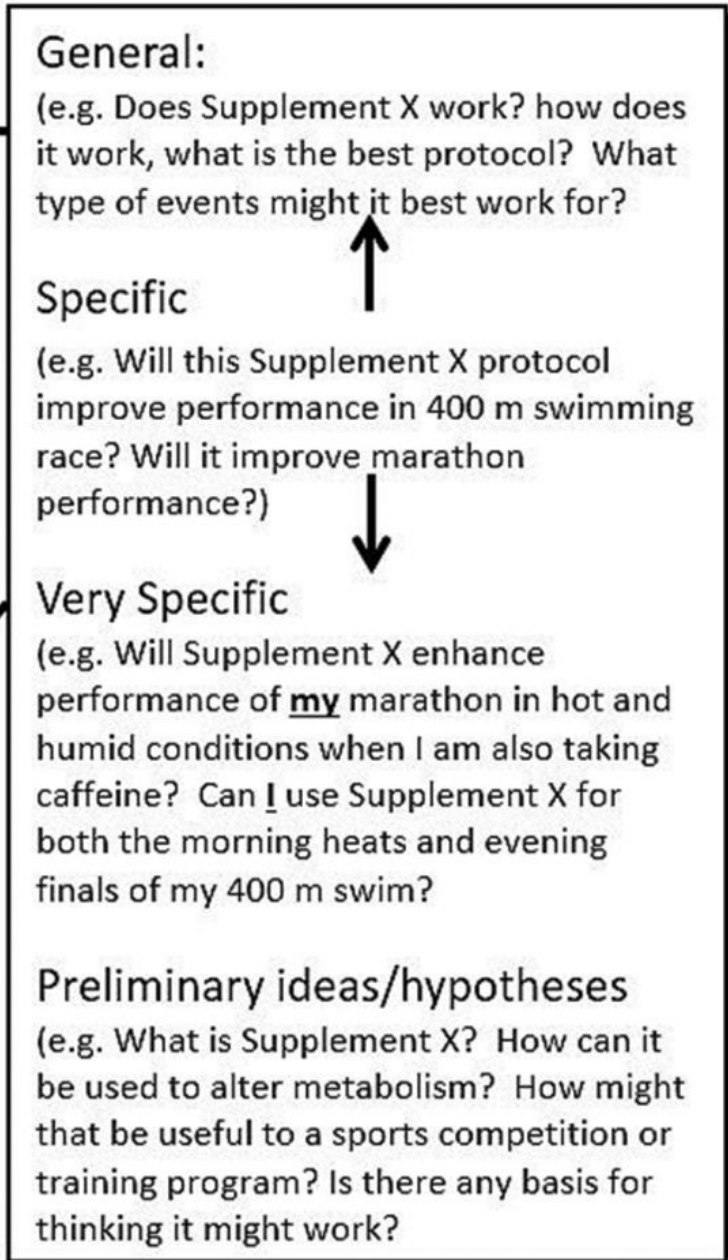 General:
(e.g. Does Supplement X work? how does
it work, what is the best protocol?  What
type of events might it best work for?
Specific
(e.g. Will this Supplement X protocol
improve performance in 400 m swimming
race? Will it improve marathon
performance?)
Very Specific
(e.g. Will Supplement X enhance
performance of my marathon in hot and
humid conditions when I am also taking
caffeine?  Can I use Supplement X for
both the morning heats and evening
finals of my 400 m swim?
Preliminary ideas/hypotheses
(e.g. What is Supplement X?  How can it
be used to alter metabolism?  How might
that be useful to a sports competition or
training program? Is there any basis for
thinking it might work?